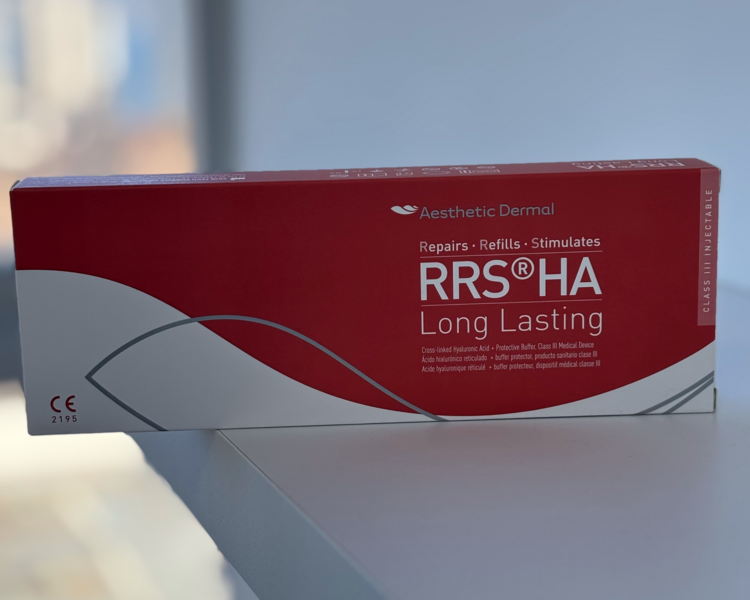 RRS®HA
Aesthetic Dermal
Repairs · Refills · Stimulates
RRS®HA
Long Lasting
Cross-linked Hyaluronic Acid + Protective Buffer, Class III Medical Device
Ácido hialurónico reticulado + buffer protector, producto sanitario clase III
Acide hyaluronique réticulé + buffer protecteur, dispositif médical classe III
CLASS III INJECTABLE
CE
2195